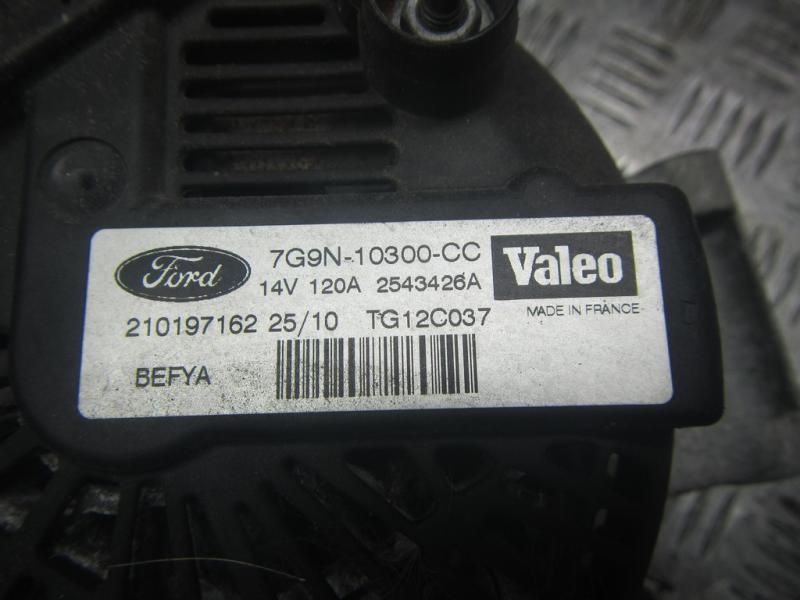 Ford 7G9N-10300-CC Valeo
14V 120A 2543426A
MADE IN FRANCE
210197162 25/10 TG12C037
BEFYA